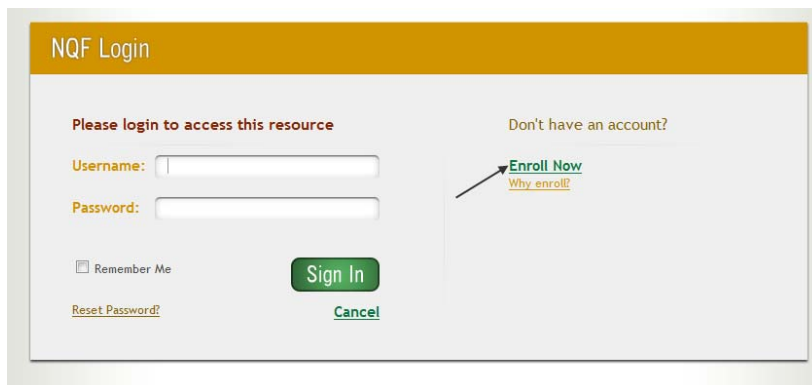 NQF Login
Please login to access this resource
Username:
Password:
Remember Me
Sign In
Reset Password?
Cancel
Don't have an account?
Enroll Now
Why enroll?